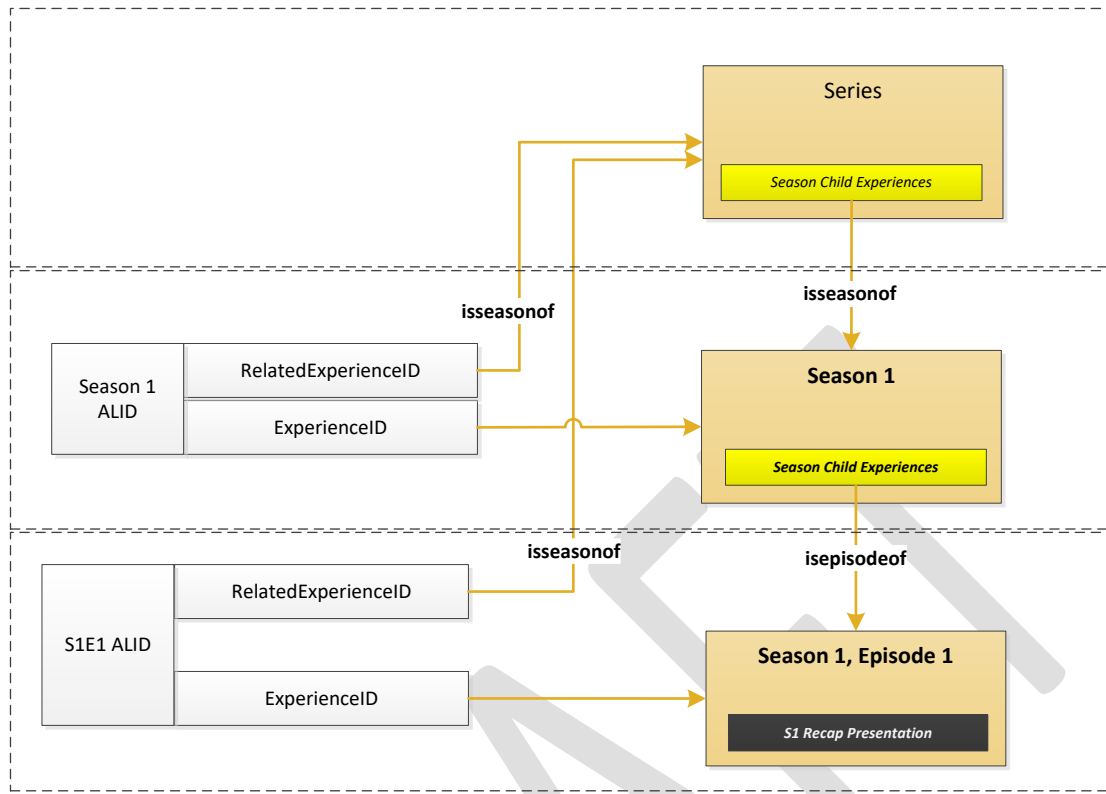 Series
Season Child Experiences
isseasonof
isseasonof
Season 1
ALID
RelatedExperienceID
ExperienceID
Season 1
Season Child Experiences
isseasonof
isepisodeof
S1E1 ALID
RelatedExperienceID
ExperienceID
Season 1, Episode 1
S1 Recap Presentation